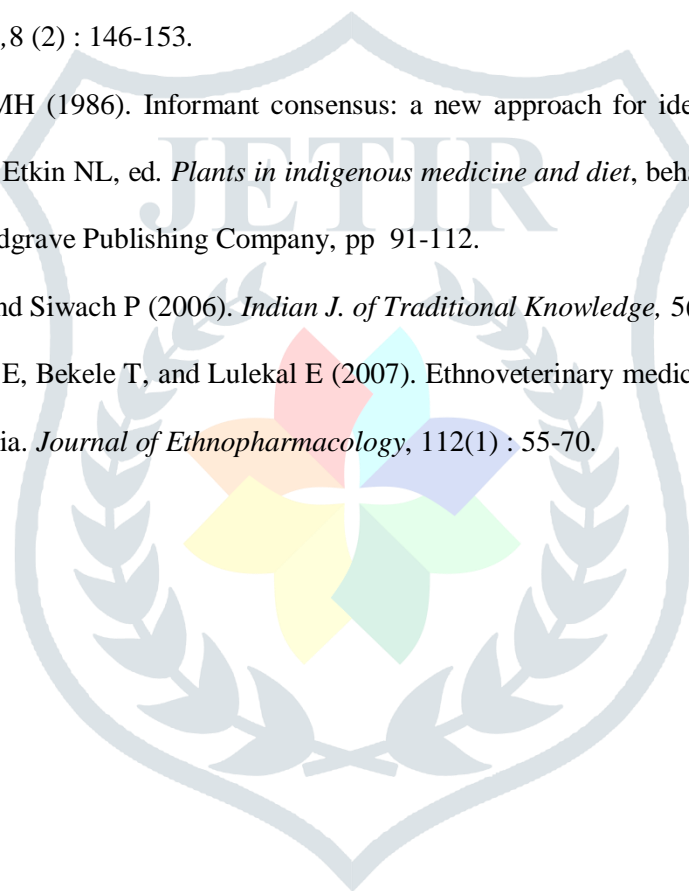 ,8 (2) : 146-153.
MH (1986). Informant consensus: a new approach for ide
Etkin NL, ed. Plants in indigenous medicine and diet, beha
dgrave Publishing Company, pp 91-112.
nd Siwach P (2006). Indian J. of Traditional Knowledge, 5(
E, Bekele T, and Lulekal E (2007). Ethnoveterinary medic
ia. Journal of Ethnopharmacology, 112(1) : 55-70.
JETIR